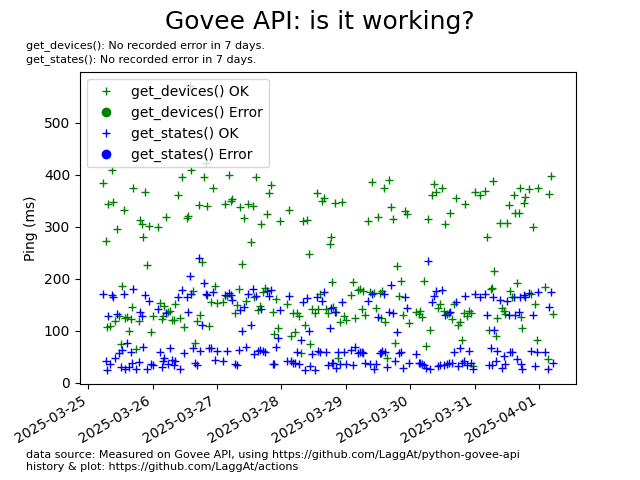 Govee API: is it working?
get_devices(): No recorded error in 7 days.
get_states(): No recorded error in 7 days.
get_devices() OK
get_devices() Error
get_states() OK
get_states() Error
Ping (ms)
500
400
300
200
100
0
2025-03-25
2025-03-26
2025-03-27
2025-03-28
2025-03-29
2025-03-30
2025-03-31
2025-04-01
data source: Measured on Govee API, using https://github.com/LaggAt/python-govee-api
history & plot: https://github.com/LaggAt/actions